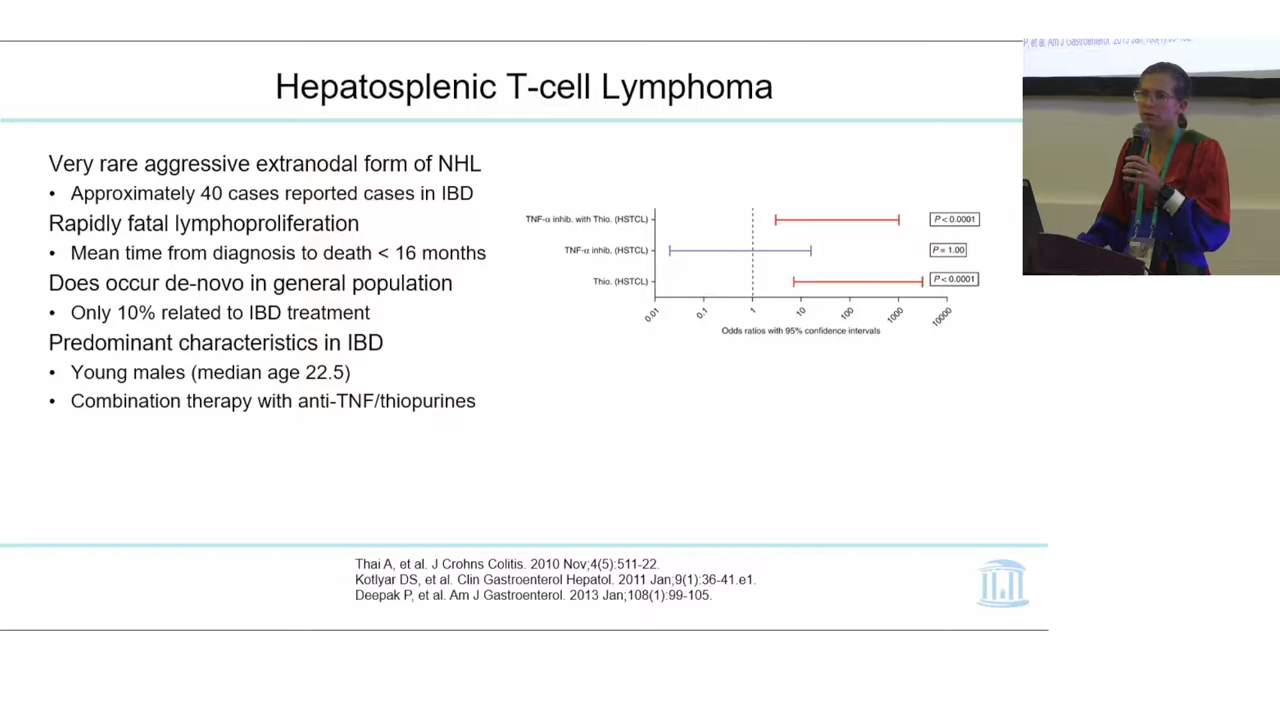 Hepatosplenic T-cell Lymphoma
Very rare aggressive extranodal form of NHL
• Approximately 40 cases reported cases in IBD
Rapidly fatal lymphoproliferation
• Mean time from diagnosis to death < 16 months
Does occur de-novo in general population
• Only 10% related to IBD treatment
Predominant characteristics in IBD
• Young males (median age 22.5)
• Combination therapy with anti-TNF/thiopurines
TNF-α inhib. with Thio. (HSTCL)
P < 0.0001
TNF-α inhib. (HSTCL)
P = 1.00
Thio. (HSTCL)
P < 0.0001
0.01 0.1 1 10 100 1000 10000
Odds ratios with 95% confidence intervals
Thai A, et al. J Crohns Colitis. 2010 Nov;4(5):511-22.
Kotlyar DS, et al. Clin Gastroenterol Hepatol. 2011 Jan;9(1):36-41.e1.
Deepak P, et al. Am J Gastroenterol. 2013 Jan;108(1):99-105.